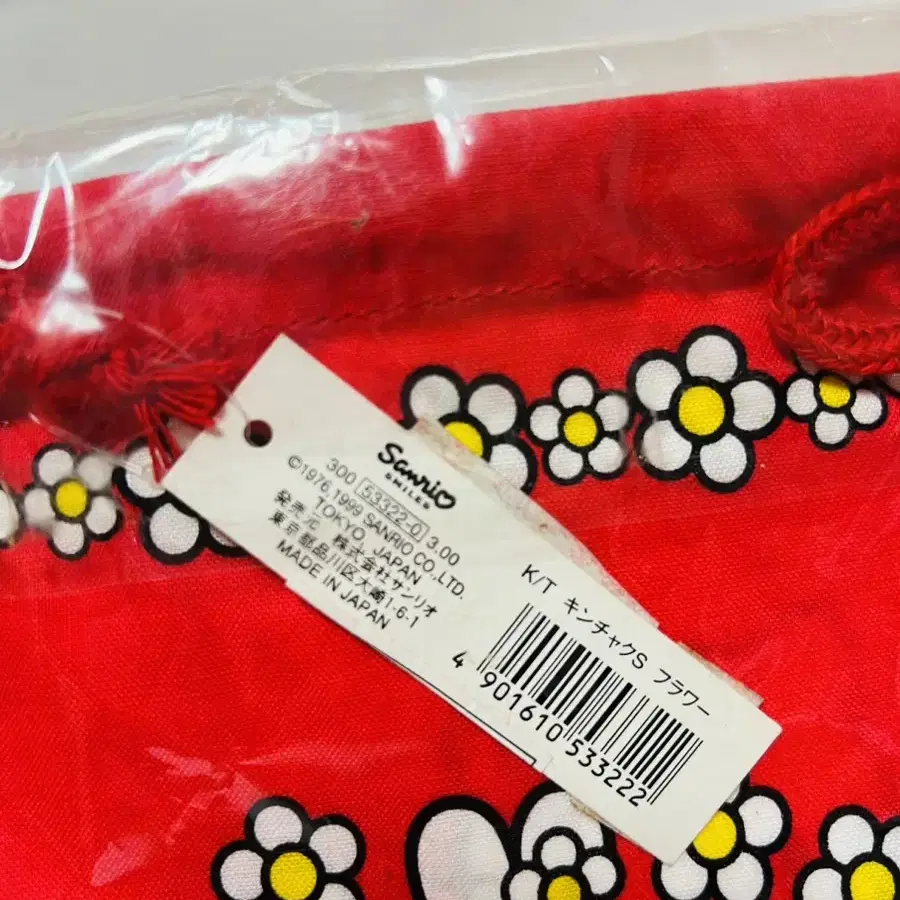 Sanrio
SMILES
300 53322-0 3.00
©1976,1999 SANRIO CO.,LTD.
TOKYO, JAPAN
発売元 株式会社サンリオ
東京都品川区大崎1-6-1
MADE IN JAPAN
K/T キンチャクS フラワー
4 901610 533222